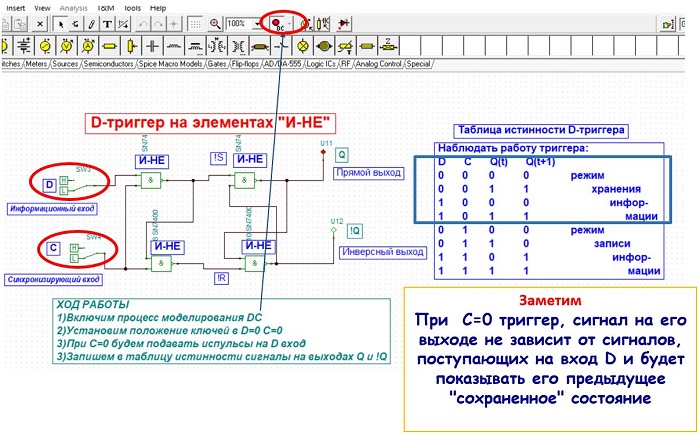 Insert View Analysis T&M Tools Help
100%
DC
1K
tches Meters Sources Semiconductors Spice Macro Models Gates Flip-flops AD/DA-555 Logic ICs RF Analog Control Special
D-триггер на элементах "И-НЕ"
SN74
SN74
И-НЕ
!S
И-НЕ
U11
Q
Прямой выход
SW3
D
H
L
&
&
Информационный вход
SN7400
SN7400
U12
!Q
Инверсный выход
SW4
C
H
L
И-НЕ
И-НЕ
&
&
!R
Синхронизирующий вход
ХОД РАБОТЫ
1)Включим процесс моделирования DC
2)Установим положение ключей в D=0 C=0
3)При C=0 будем подавать испульсы на D вход
3)Запишем в таблицу истинности сигналы на выходах Q и !Q
Таблица истинности D-триггера
Наблюдать работу триггера:
D C Q(t) Q(t+1)
0 0 0 0 режим
0 0 1 1 хранения
1 0 0 0 инфор-
1 0 1 1 мации
0 1 0 0 режим
0 1 1 0 записи
1 1 0 1 инфор-
1 1 1 1 мации
Заметим
При С=0 триггер, сигнал на его
выходе не зависит от сигналов,
поступающих на вход D и будет
показывать его предыдущее
"сохраненное" состояние